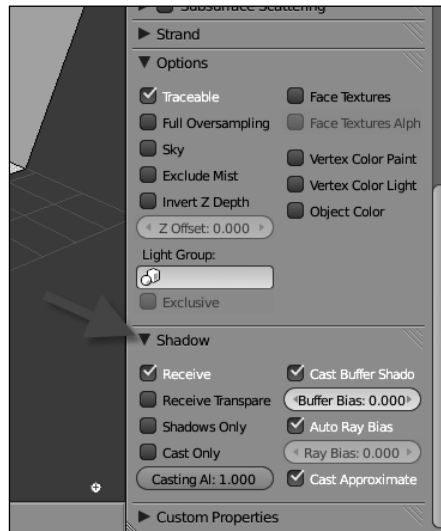 Subsurface Scattering
Strand
Options
Traceable
Full Oversampling
Sky
Exclude Mist
Invert Z Depth
Z Offset: 0.000
Light Group:
Exclusive
Face Textures
Face Textures Alph
Vertex Color Paint
Vertex Color Light
Object Color
Shadow
Receive
Receive Transpare
Shadows Only
Cast Only
Casting Al: 1.000
Cast Buffer Shado
Buffer Bias: 0.000
Auto Ray Bias
Ray Bias: 0.000
Cast Approximate
Custom Properties